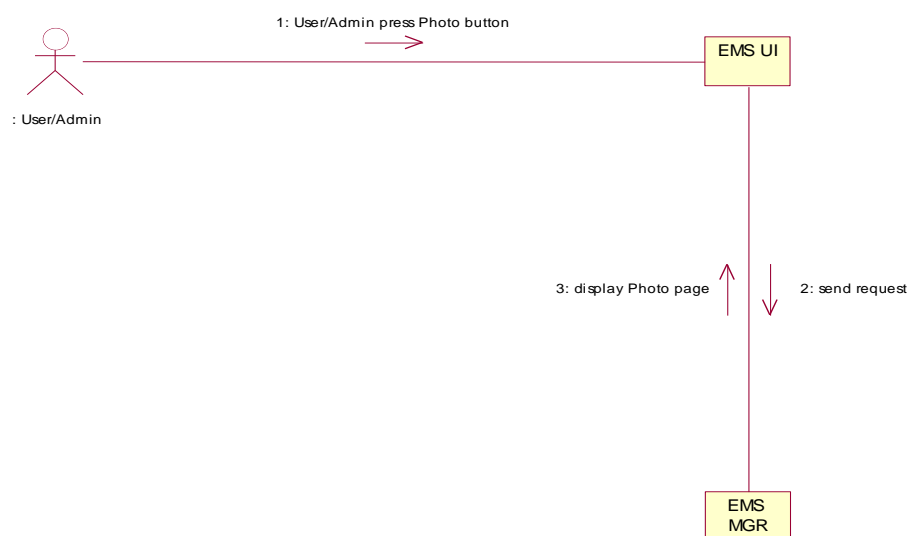 1: User/Admin press Photo button
EMS UI
: User/Admin
3: display Photo page
2: send request
EMS
MGR